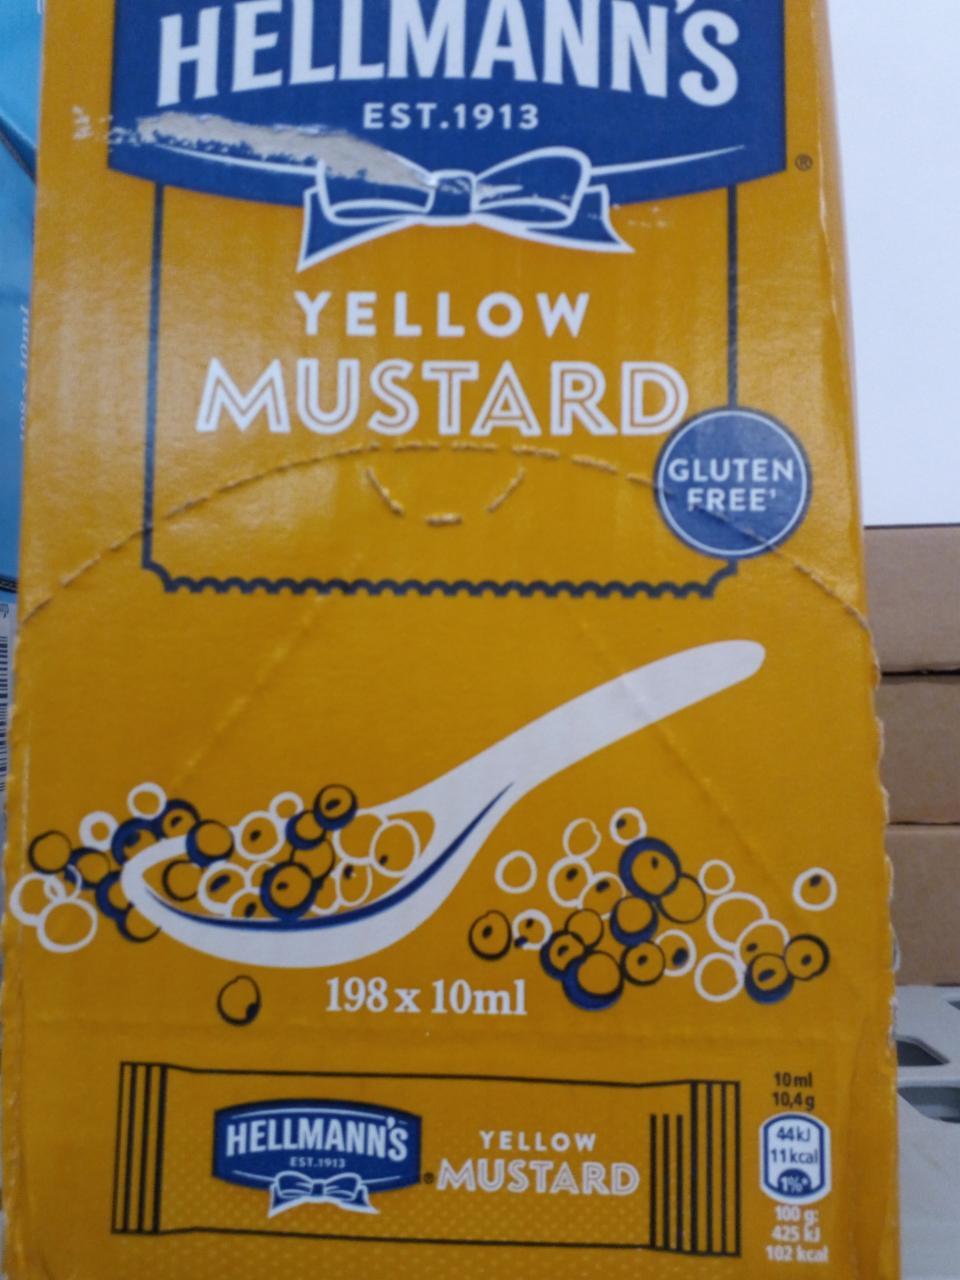 HELLMANN'S
EST.1913
®
YELLOW
MUSTARD
GLUTEN
FREE¹
198 x 10ml
HELLMANN'S
EST.1913
®
YELLOW
MUSTARD
10ml
10,4g
44kJ
11kcal
1%*
100 g:
425 kJ
102 kcal